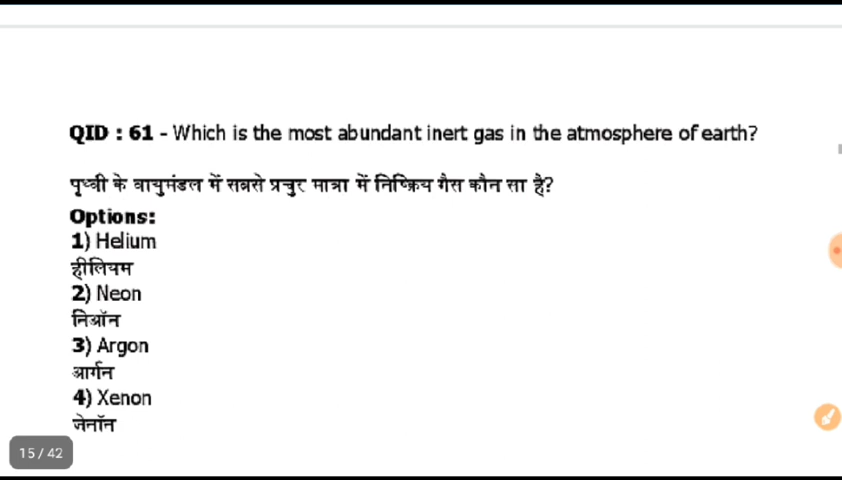 QID : 61 - Which is the most abundant inert gas in the atmosphere of earth?
पृथ्वी के वायुमंडल में सबसे प्रचुर मात्रा में निष्क्रिय गैस कौन सा है?
Options:
1) Helium
हीलियम
2) Neon
निऑन
3) Argon
आर्गन
4) Xenon
जेनॉन
15 / 42